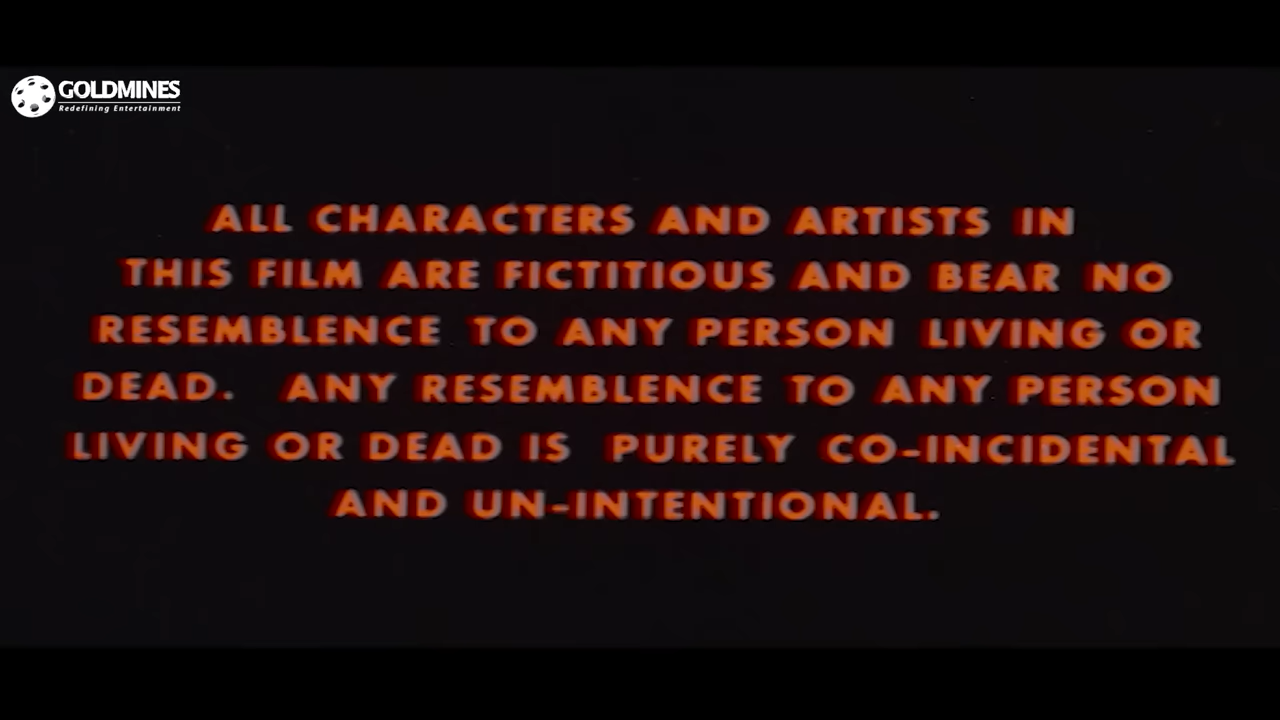 GOLDMINES
Redefining Entertainment
ALL CHARACTERS AND ARTISTS IN
THIS FILM ARE FICTITIOUS AND BEAR NO
RESEMBLENCE TO ANY PERSON LIVING OR
DEAD. ANY RESEMBLENCE TO ANY PERSON
LIVING OR DEAD IS PURELY CO-INCIDENTAL
AND UN-INTENTIONAL.